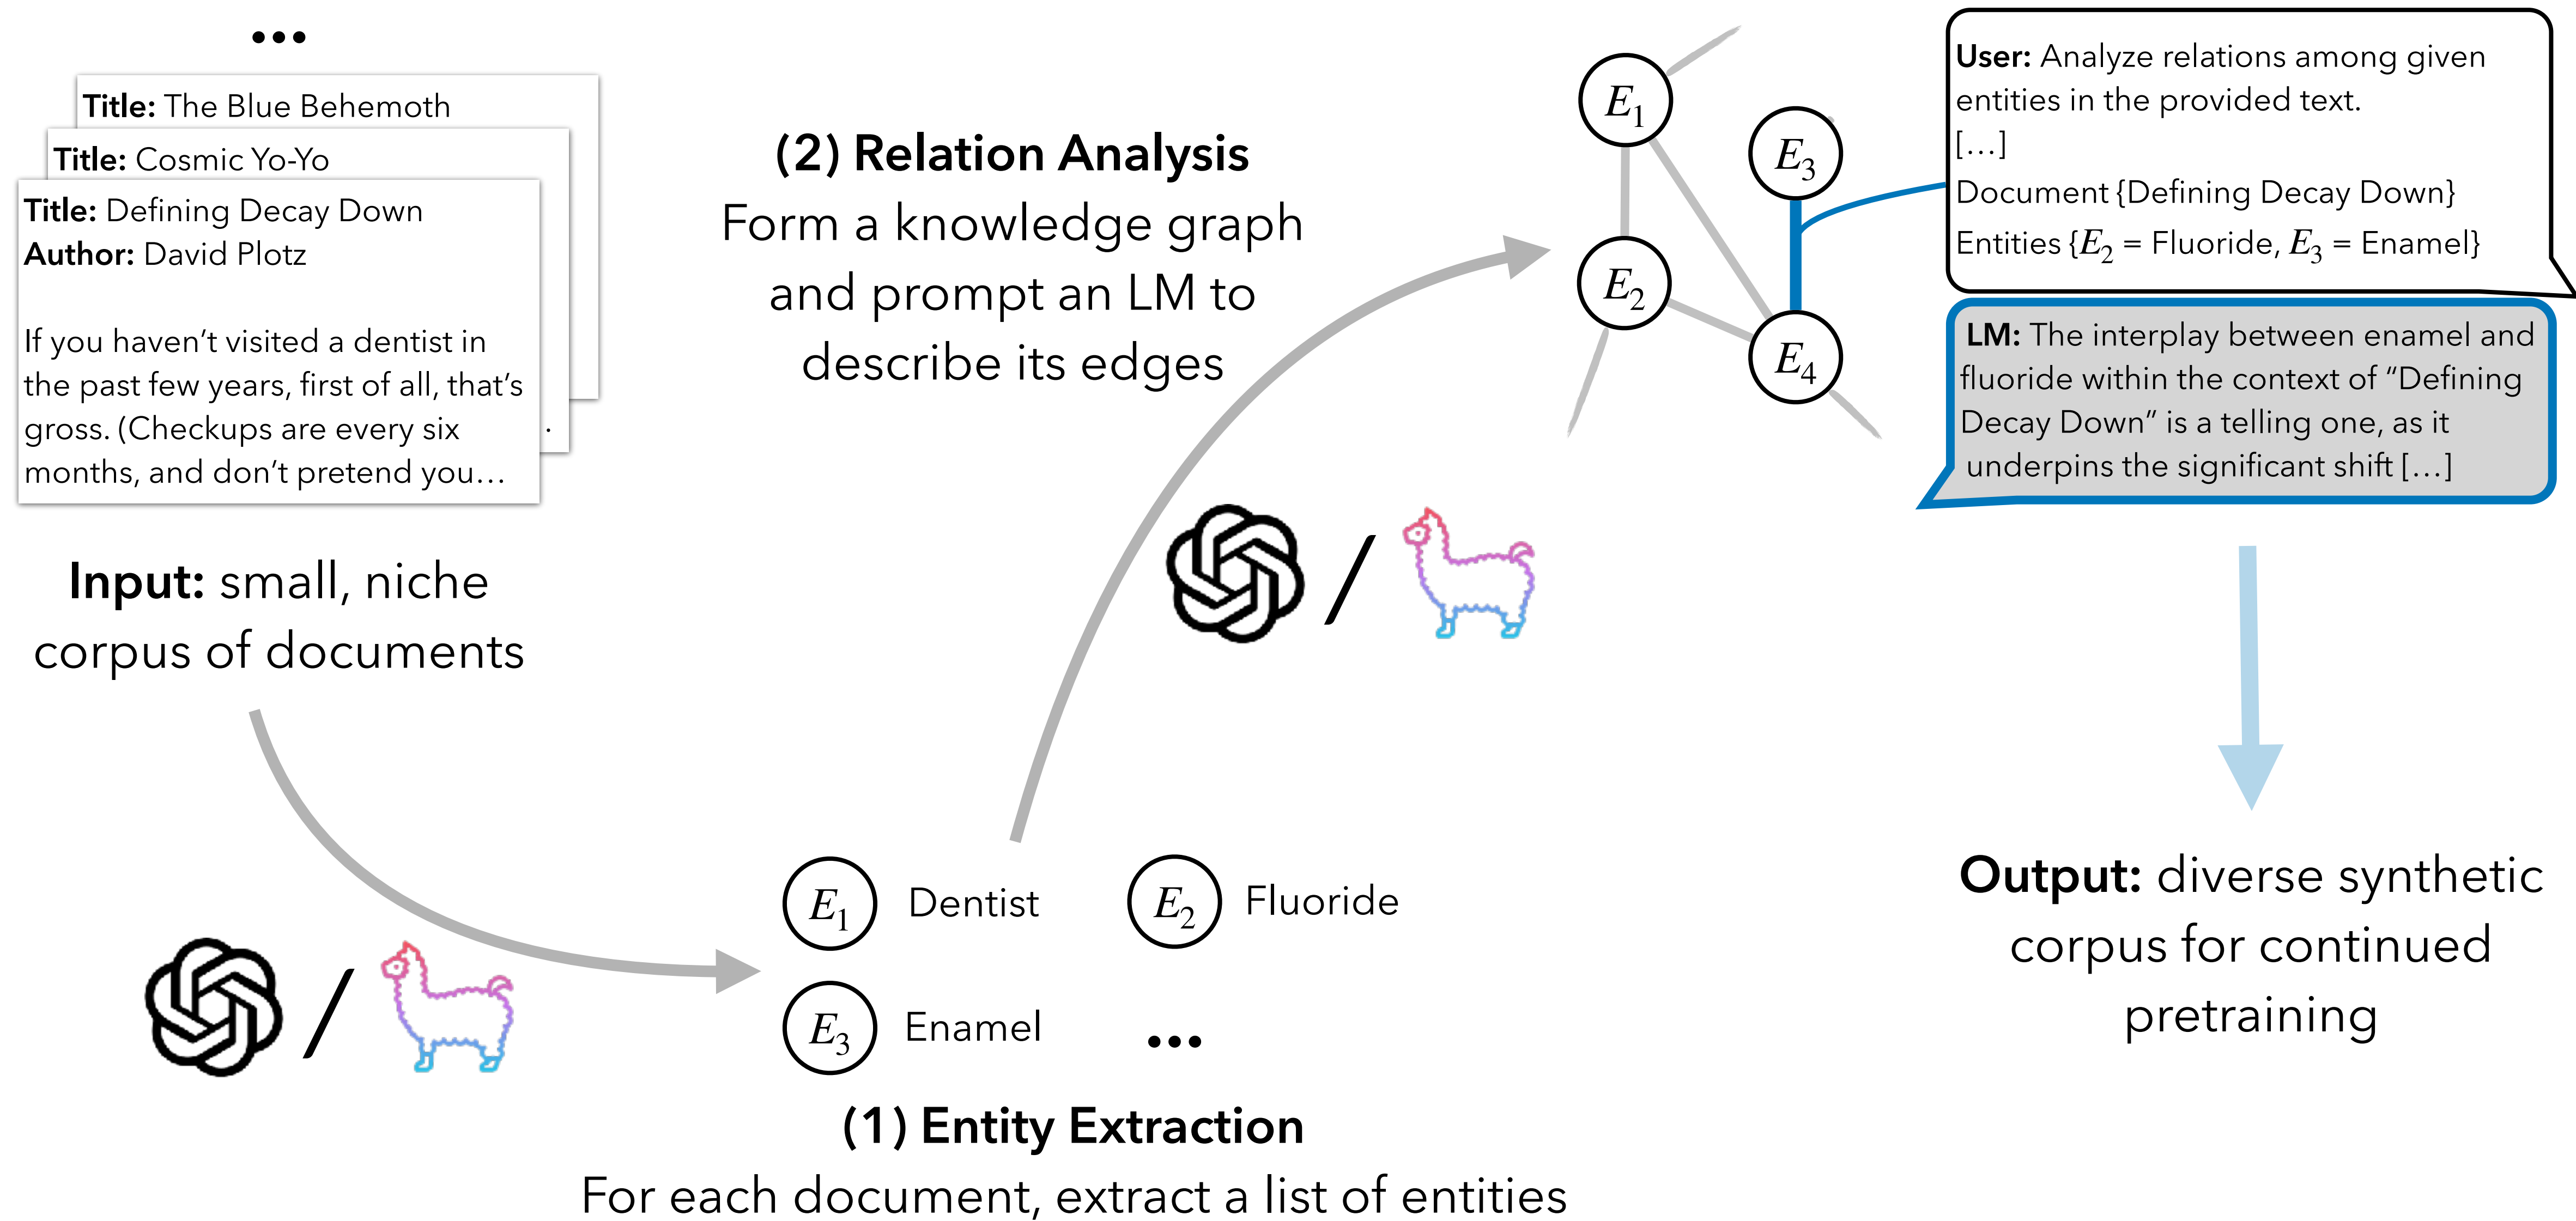 ...
Title: The Blue Behemoth
Title: Cosmic Yo-Yo
Title: Defining Decay Down
Author: David Plotz
If you haven’t visited a dentist in
the past few years, first of all, that’s
gross. (Checkups are every six
months, and don’t pretend you…
.
Input: small, niche
corpus of documents
/
E1 Dentist
E2 Fluoride
E3 Enamel
...
(1) Entity Extraction
For each document, extract a list of entities
(2) Relation Analysis
Form a knowledge graph
and prompt an LM to
describe its edges
/
E1
E3
E2
E4
User: Analyze relations among given
entities in the provided text.
[…]
Document {Defining Decay Down}
Entities {E2 = Fluoride, E3 = Enamel}
LM: The interplay between enamel and
fluoride within the context of “Defining
Decay Down” is a telling one, as it
underpins the significant shift […]
Output: diverse synthetic
corpus for continued
pretraining